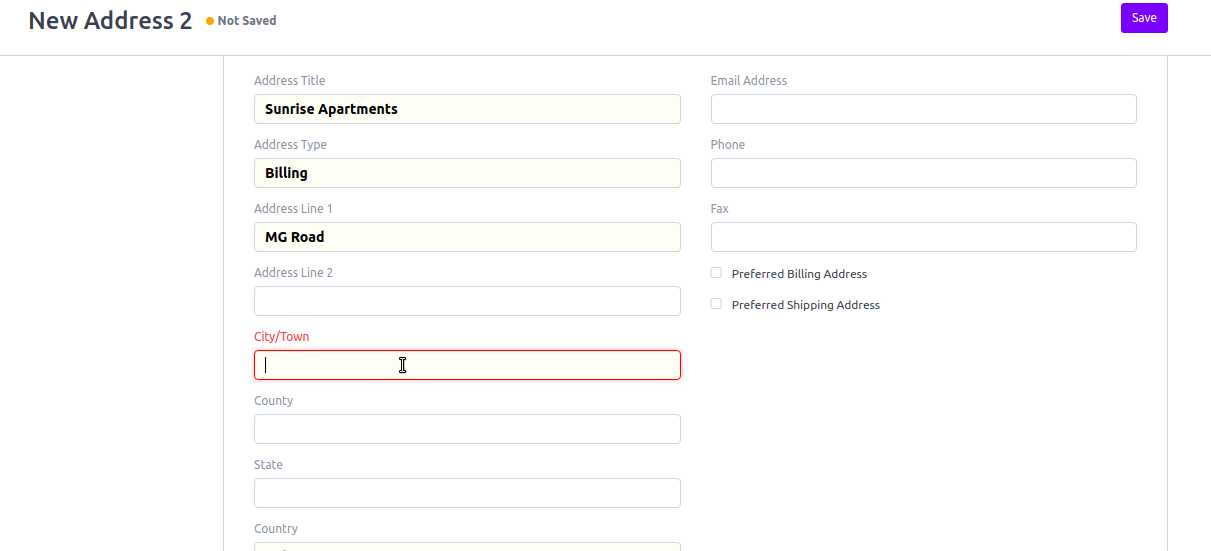 New Address 2
Not Saved
Save
Address Title
Sunrise Apartments
Address Type
Billing
Address Line 1
MG Road
Address Line 2
City/Town
County
State
Country
Email Address
Phone
Fax
Preferred Billing Address
Preferred Shipping Address